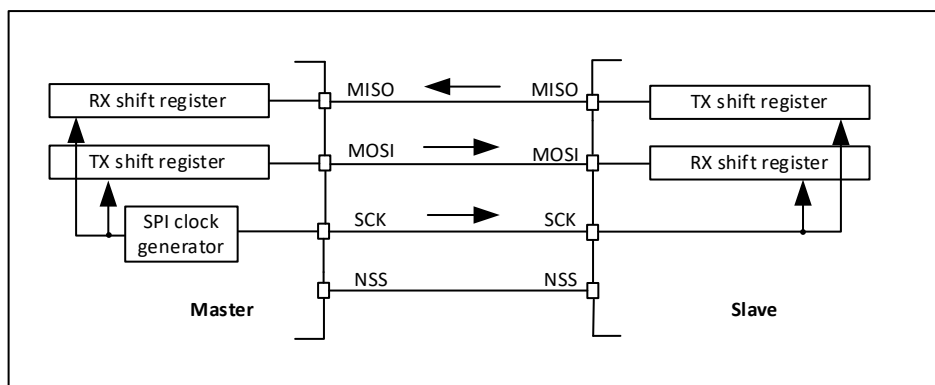 RX shift register
MISO
MISO
TX shift register
TX shift register
MOSI
MOSI
RX shift register
SPI clock
generator
SCK
SCK
NSS
NSS
Master
Slave